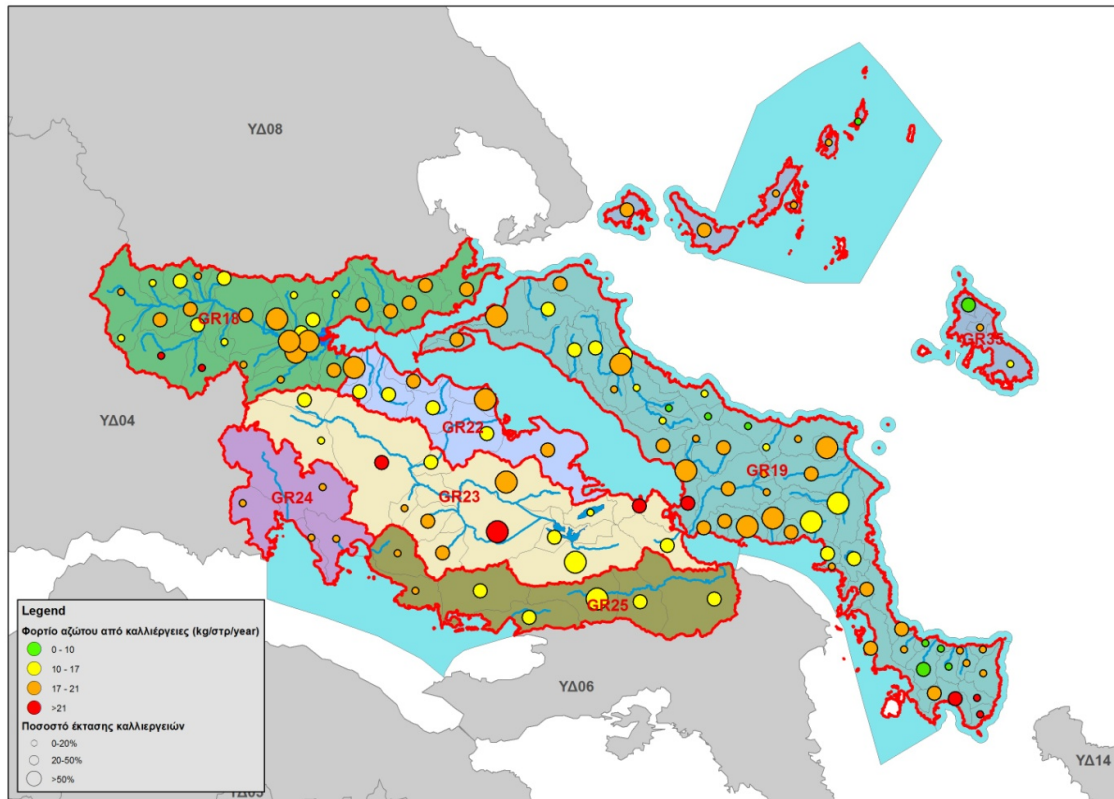 ΥΔ08
GR18
GR35
ΥΔ04
GR22
GR19
GR24
GR23
GR25
Legend
Φορτίο αζώτου από καλλιέργειες (kg/στρ/year)
0 - 10
10 - 17
17 - 21
>21
Ποσοστό έκτασης καλλιεργειών
0-20%
20-50%
>50%
ΥΔ06
ΥΔ14